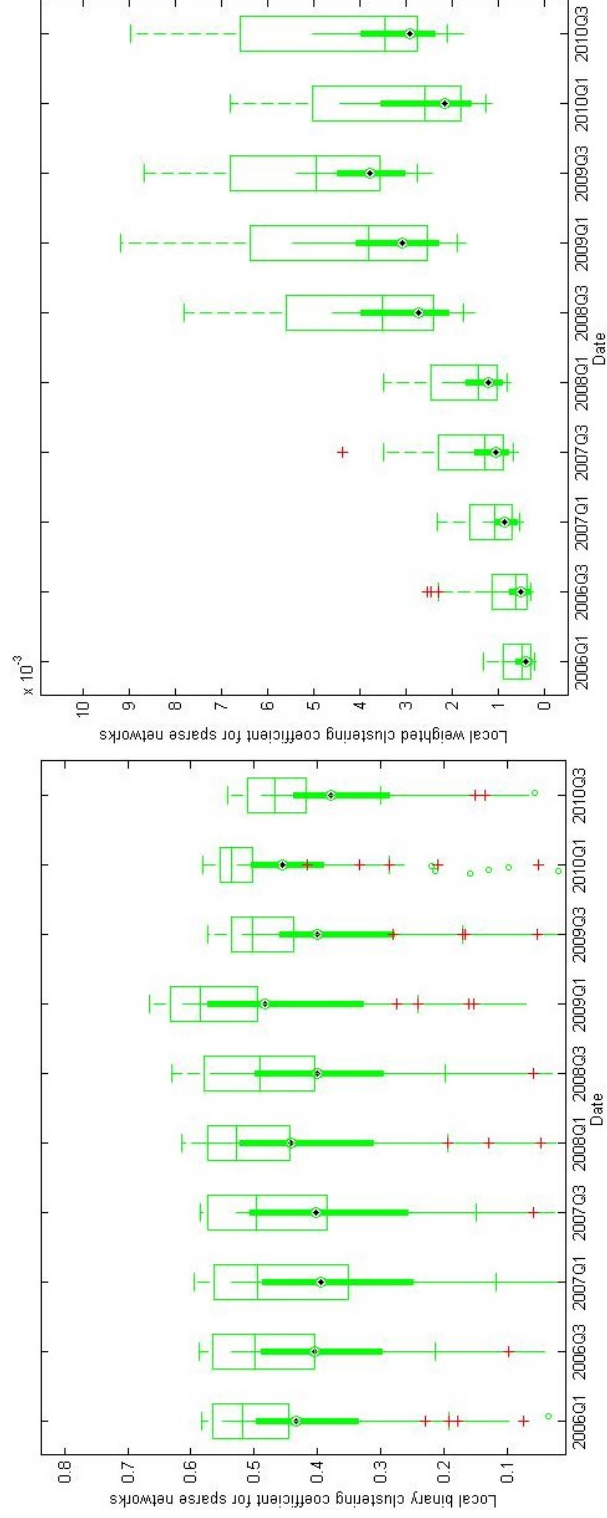 Local binary clustering coefficient for sparse networks
0.8
0.7
0.6
0.5
0.4
0.3
0.2
0.1
2006Q1 2006Q3 2007Q1 2007Q3 2008Q1 2008Q3 2009Q1 2009Q3 2010Q1 2010Q3
Date
x 10-3
Local weighted clustering coefficient for sparse networks
10
9
8
7
6
5
4
3
2
1
0
2006Q1 2006Q3 2007Q1 2007Q3 2008Q1 2008Q3 2009Q1 2009Q3 2010Q1 2010Q3
Date